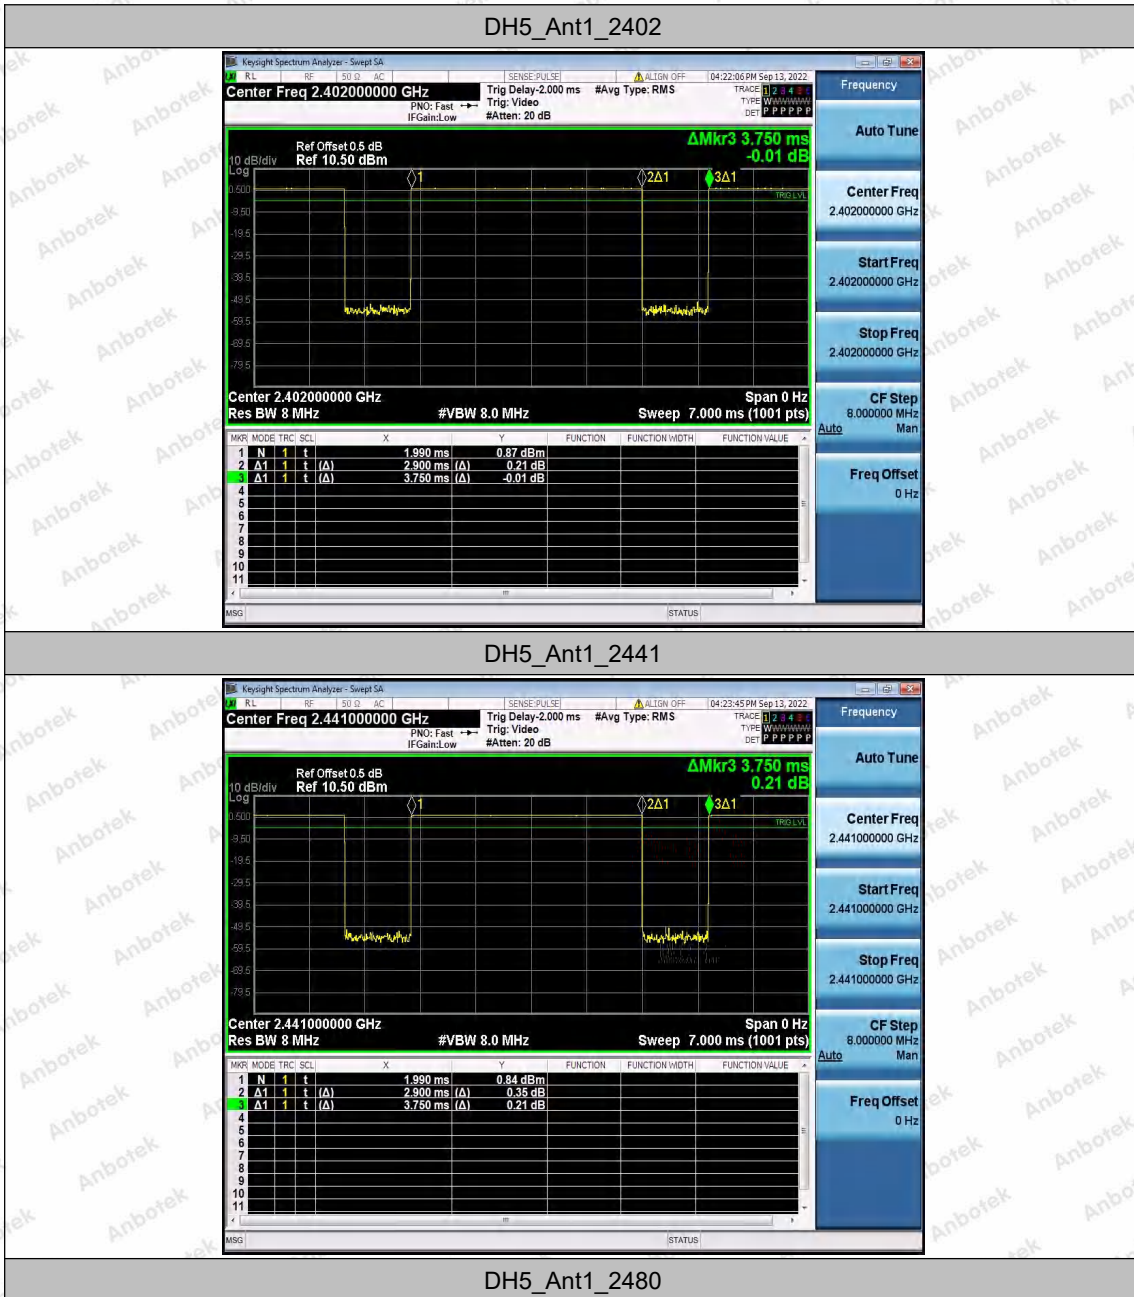 DH5_Ant1_2402
Keysight Spectrum Analyzer - Swept SA
RL RF 50 Ω AC SENSE:PULSE ALIGN OFF 04:22:06 PM Sep 13, 2022
Center Freq 2.402000000 GHz
PNO: Fast
IFGain:Low
Trig Delay-2.000 ms
Trig: Video
#Atten: 20 dB
#Avg Type: RMS
TRACE 1 2 3 4 5 6
TYPE WWWWWW
DET P P P P P P
ΔMkr3 3.750 ms
-0.01 dB
Ref Offset 0.5 dB
10 dB/div Ref 10.50 dBm
Log
1 2Δ1 3Δ1
TRIG LVL
0.500
-9.50
-19.5
-29.5
-39.5
-49.5
-59.5
-69.5
-79.5
Center 2.402000000 GHz Span 0 Hz
Res BW 8 MHz #VBW 8.0 MHz Sweep 7.000 ms (1001 pts)
MKR MODE TRC SCL X Y FUNCTION FUNCTION WIDTH FUNCTION VALUE
1 N 1 t 1.990 ms 0.87 dBm
2 Δ1 1 t (Δ) 2.900 ms (Δ) 0.21 dB
3 Δ1 1 t (Δ) 3.750 ms (Δ) -0.01 dB
4
5
6
7
8
9
10
11
MSG STATUS
Frequency
Auto Tune
Center Freq
2.402000000 GHz
Start Freq
2.402000000 GHz
Stop Freq
2.402000000 GHz
CF Step
8.000000 MHz
Auto Man
Freq Offset
0 Hz
DH5_Ant1_2441
Keysight Spectrum Analyzer - Swept SA
RL RF 50 Ω AC SENSE:PULSE ALIGN OFF 04:23:45 PM Sep 13, 2022
Center Freq 2.441000000 GHz
PNO: Fast
IFGain:Low
Trig Delay-2.000 ms
Trig: Video
#Atten: 20 dB
#Avg Type: RMS
TRACE 1 2 3 4 5 6
TYPE WWWWWW
DET P P P P P P
ΔMkr3 3.750 ms
0.21 dB
Ref Offset 0.5 dB
10 dB/div Ref 10.50 dBm
Log
1 2Δ1 3Δ1
TRIG LVL
0.500
-9.50
-19.5
-29.5
-39.5
-49.5
-59.5
-69.5
-79.5
Center 2.441000000 GHz Span 0 Hz
Res BW 8 MHz #VBW 8.0 MHz Sweep 7.000 ms (1001 pts)
MKR MODE TRC SCL X Y FUNCTION FUNCTION WIDTH FUNCTION VALUE
1 N 1 t 1.990 ms 0.84 dBm
2 Δ1 1 t (Δ) 2.900 ms (Δ) 0.35 dB
3 Δ1 1 t (Δ) 3.750 ms (Δ) 0.21 dB
4
5
6
7
8
9
10
11
MSG STATUS
Frequency
Auto Tune
Center Freq
2.441000000 GHz
Start Freq
2.441000000 GHz
Stop Freq
2.441000000 GHz
CF Step
8.000000 MHz
Auto Man
Freq Offset
0 Hz
DH5_Ant1_2480
Anbotek